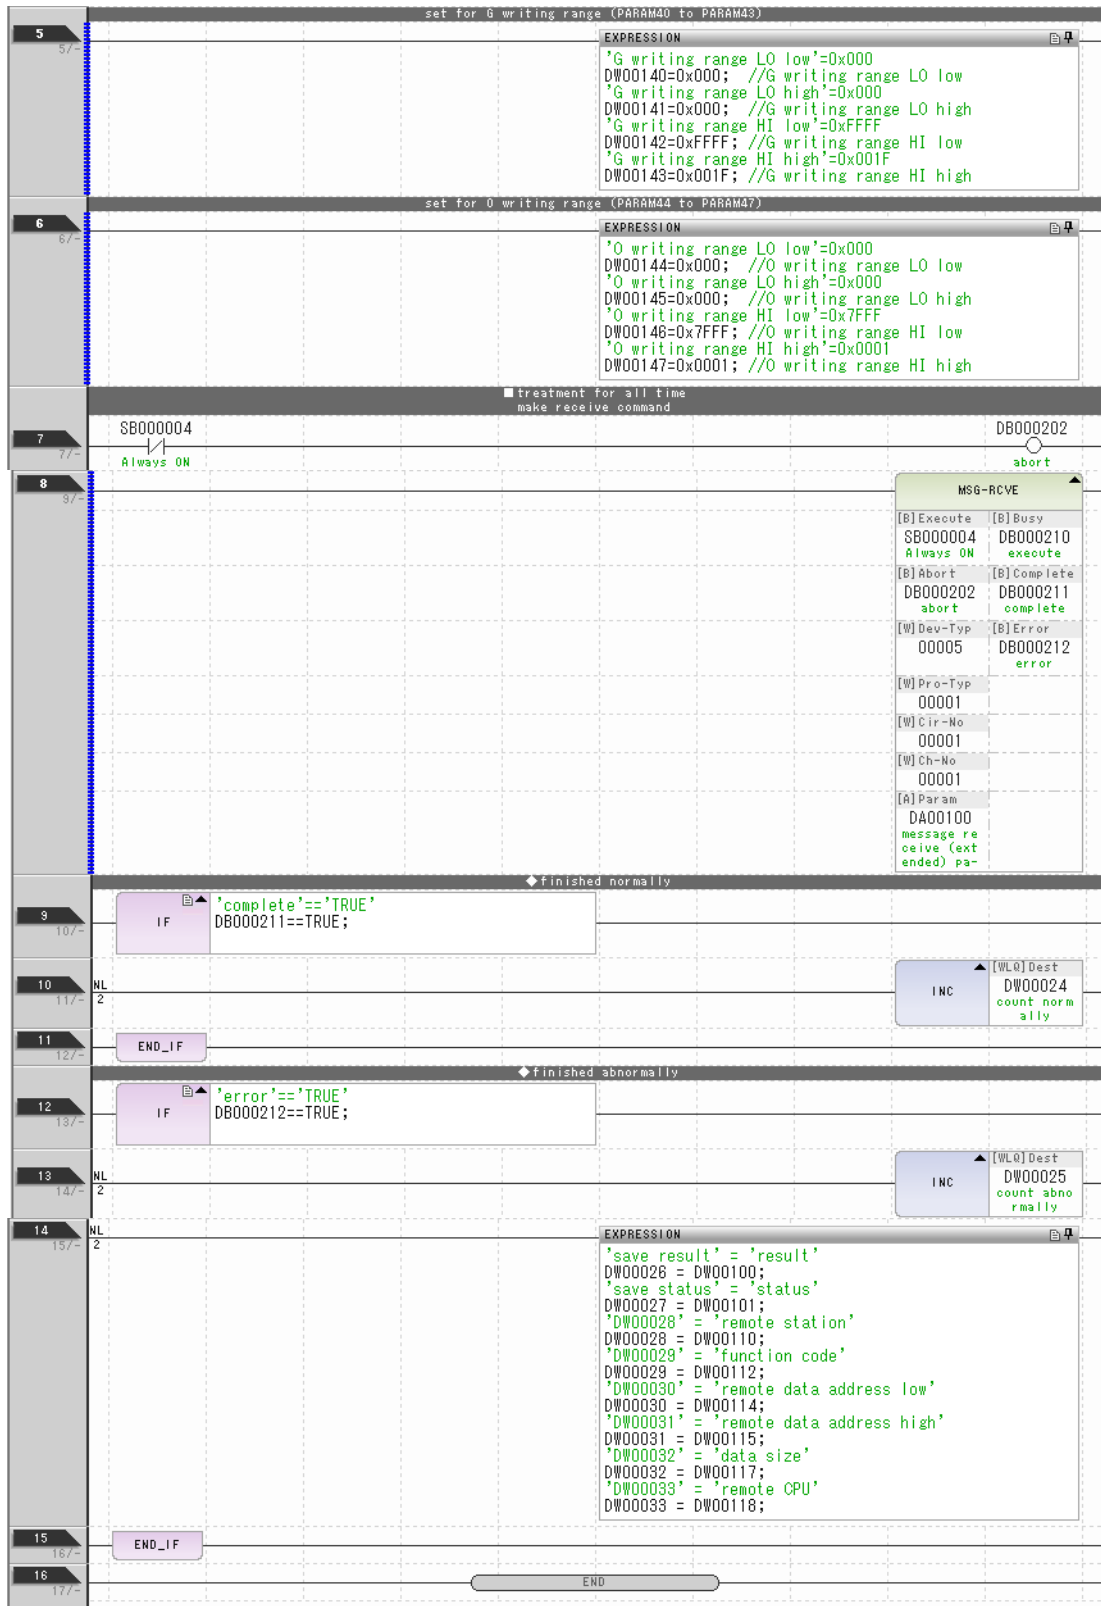 set for G writing range (PARAM40 to PARAM43)
5
5/-
EXPRESSION
'G writing range LO low'=0x000
DW00140=0x000;  //G writing range LO low
'G writing range LO high'=0x000
DW00141=0x000;  //G writing range LO high
'G writing range HI low'=0xFFFF
DW00142=0xFFFF; //G writing range HI low
'G writing range HI high'=0x001F
DW00143=0x001F; //G writing range HI high
set for O writing range (PARAM44 to PARAM47)
6
6/-
EXPRESSION
'O writing range LO low'=0x000
DW00144=0x000;  //O writing range LO low
'O writing range LO high'=0x000
DW00145=0x000;  //O writing range LO high
'O writing range HI low'=0x7FFF
DW00146=0x7FFF; //O writing range HI low
'O writing range HI high'=0x0001
DW00147=0x0001; //O writing range HI high
■treatment for all time
make receive command
7
7/-
SB000004
Always ON
DB000202
abort
8
9/-
MSG-RCVE
[B]Execute [B]Busy
SB000004 DB000210
Always ON execute
[B]Abort [B]Complete
DB000202 DB000211
abort complete
[W]Dev-Typ [B]Error
00005 DB000212
error
[W]Pro-Typ
00001
[W]Cir-No
00001
[W]Ch-No
00001
[A]Param
DA00100
message re
ceive (ext
ended) pa-
◆finished normally
9
10/-
IF
'complete'=='TRUE'
DB000211==TRUE;
10
11/-
NL
2
INC
[WLQ]Dest
DW00024
count norm
ally
11
12/-
END_IF
◆finished abnormally
12
13/-
IF
'error'=='TRUE'
DB000212==TRUE;
13
14/-
NL
2
INC
[WLQ]Dest
DW00025
count abno
rmally
14
15/-
NL
2
EXPRESSION
'save result' = 'result'
DW00026 = DW00100;
'save status' = 'status'
DW00027 = DW00101;
'DW00028' = 'remote station'
DW00028 = DW00110;
'DW00029' = 'function code'
DW00029 = DW00112;
'DW00030' = 'remote data address low'
DW00030 = DW00114;
'DW00031' = 'remote data address high'
DW00031 = DW00115;
'DW00032' = 'data size'
DW00032 = DW00117;
'DW00033' = 'remote CPU'
DW00033 = DW00118;
15
16/-
END_IF
16
17/-
END